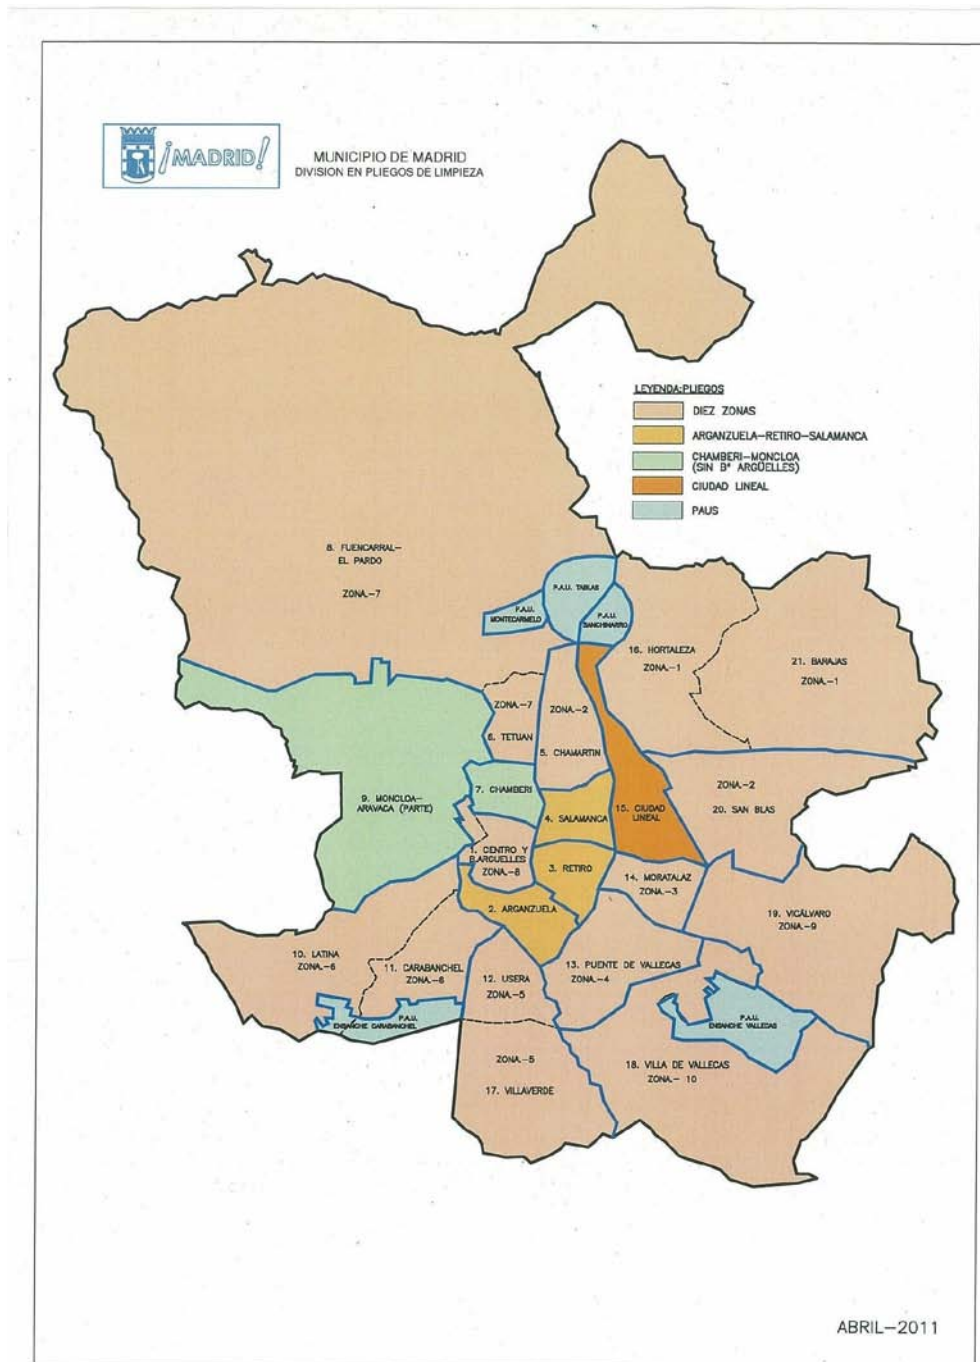 ¡MADRID!
MUNICIPIO DE MADRID
DIVISION EN PLIEGOS DE LIMPIEZA
LEYENDA:PLIEGOS
DIEZ ZONAS
ARGANZUELA-RETIRO-SALAMANCA
CHAMBERI-MONCLOA
(SIN Bº ARGÜELLES)
CIUDAD LINEAL
PAUS
8. FUENCARRAL-
EL PARDO
ZONA.-7
P.A.U. TABLAS
P.A.U.
MONTECARMELO
P.A.U.
SANCHINARRO
16. HORTALEZA
ZONA.-1
21. BARAJAS
ZONA.-1
ZONA.-7
6. TETUAN
ZONA.-2
5. CHAMARTIN
9. MONCLOA-
ARAVACA (PARTE)
7. CHAMBERI
4. SALAMANCA
15. CIUDAD
LINEAL
ZONA.-2
20. SAN BLAS
1. CENTRO Y
B.ARGUELLES
ZONA.-8
3. RETIRO
14. MORATALAZ
ZONA.-3
2. ARGANZUELA
19. VICÁLVARO
ZONA.-9
10. LATINA
ZONA.-6
11. CARABANCHEL
ZONA.-6
12. USERA
ZONA.-5
13. PUENTE DE VALLECAS
ZONA.-4
P.A.U.
ENSANCHE CARABANCHEL
P.A.U.
ENSANCHE VALLECAS
ZONA.-5
17. VILLAVERDE
18. VILLA DE VALLECAS
ZONA.- 10
ABRIL-2011